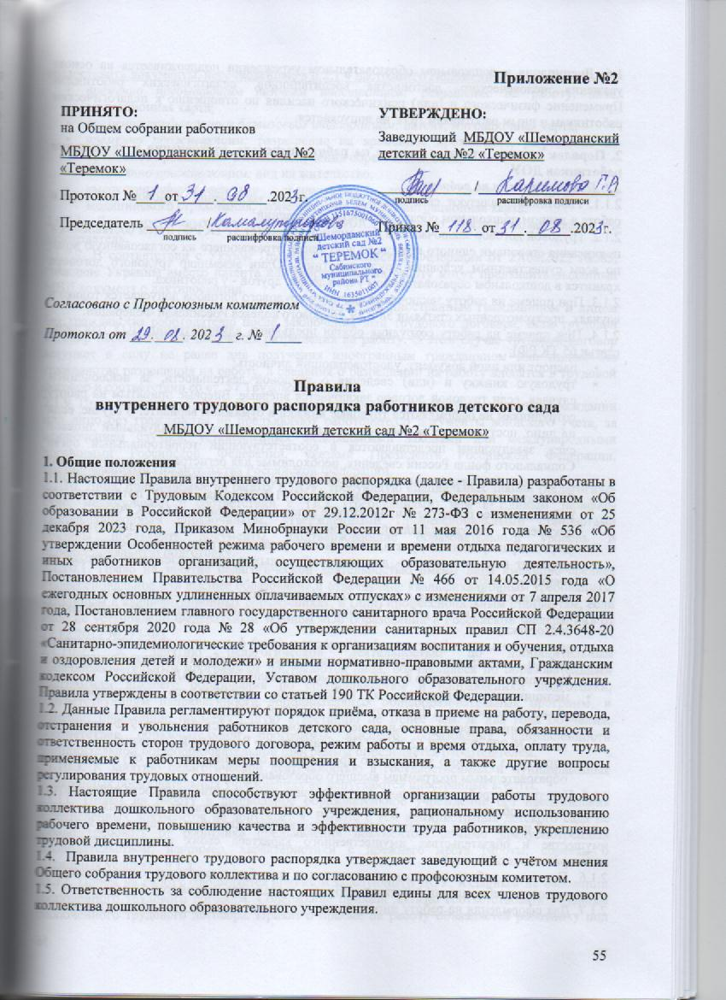 Приложение №2
ПРИНЯТО:
на Общем собрании работников
МБДОУ «Шеморданский детский сад №2
«Теремок»
Протокол № 1 от 31 . 08 .2023г.
Председатель /
подпись расшифровка подписи
УТВЕРЖДЕНО:
Заведующий МБДОУ «Шеморданский
детский сад №2 «Теремок»
/ Каримова Г.А
подпись расшифровка подписи
Приказ № 118. от 31 . 08 .2023г.
Шеморданский
детский сад №2
“ ТЕРЕМОК “
Сабинского
муниципального
района РТ "
ИНН 1635011007
Согласовано с Профсоюзным комитетом
Протокол от 29. 08. 2023 г. № 1
Правила
внутреннего трудового распорядка работников детского сада
МБДОУ «Шеморданский детский сад №2 «Теремок»
1. Общие положения
1.1. Настоящие Правила внутреннего трудового распорядка (далее - Правила) разработаны в
соответствии с Трудовым Кодексом Российской Федерации, Федеральным законом «Об
образовании в Российской Федерации» от 29.12.2012г № 273-ФЗ с изменениями от 25
декабря 2023 года, Приказом Минобрнауки России от 11 мая 2016 года № 536 «Об
утверждении Особенностей режима рабочего времени и времени отдыха педагогических и
иных работников организаций, осуществляющих образовательную деятельность»,
Постановлением Правительства Российской Федерации № 466 от 14.05.2015 года «О
ежегодных основных удлиненных оплачиваемых отпусках» с изменениями от 7 апреля 2017
года, Постановлением главного государственного санитарного врача Российской Федерации
от 28 сентября 2020 года № 28 «Об утверждении санитарных правил СП 2.4.3648-20
«Санитарно-эпидемиологические требования к организациям воспитания и обучения, отдыха
и оздоровления детей и молодежи» и иными нормативно-правовыми актами, Гражданским
кодексом Российской Федерации, Уставом дошкольного образовательного учреждения.
Правила утверждены в соответствии со статьей 190 ТК Российской Федерации.
1.2. Данные Правила регламентируют порядок приёма, отказа в приеме на работу, перевода,
отстранения и увольнения работников детского сада, основные права, обязанности и
ответственность сторон трудового договора, режим работы и время отдыха, оплату труда,
применяемые к работникам меры поощрения и взыскания, а также другие вопросы
регулирования трудовых отношений.
1.3. Настоящие Правила способствуют эффективной организации работы трудового
коллектива дошкольного образовательного учреждения, рациональному использованию
рабочего времени, повышению качества и эффективности труда работников, укреплению
трудовой дисциплины.
1.4. Правила внутреннего трудового распорядка утверждает заведующий с учётом мнения
Общего собрания трудового коллектива и по согласованию с профсоюзным комитетом.
1.5. Ответственность за соблюдение настоящих Правил едины для всех членов трудового
коллектива дошкольного образовательного учреждения.
55